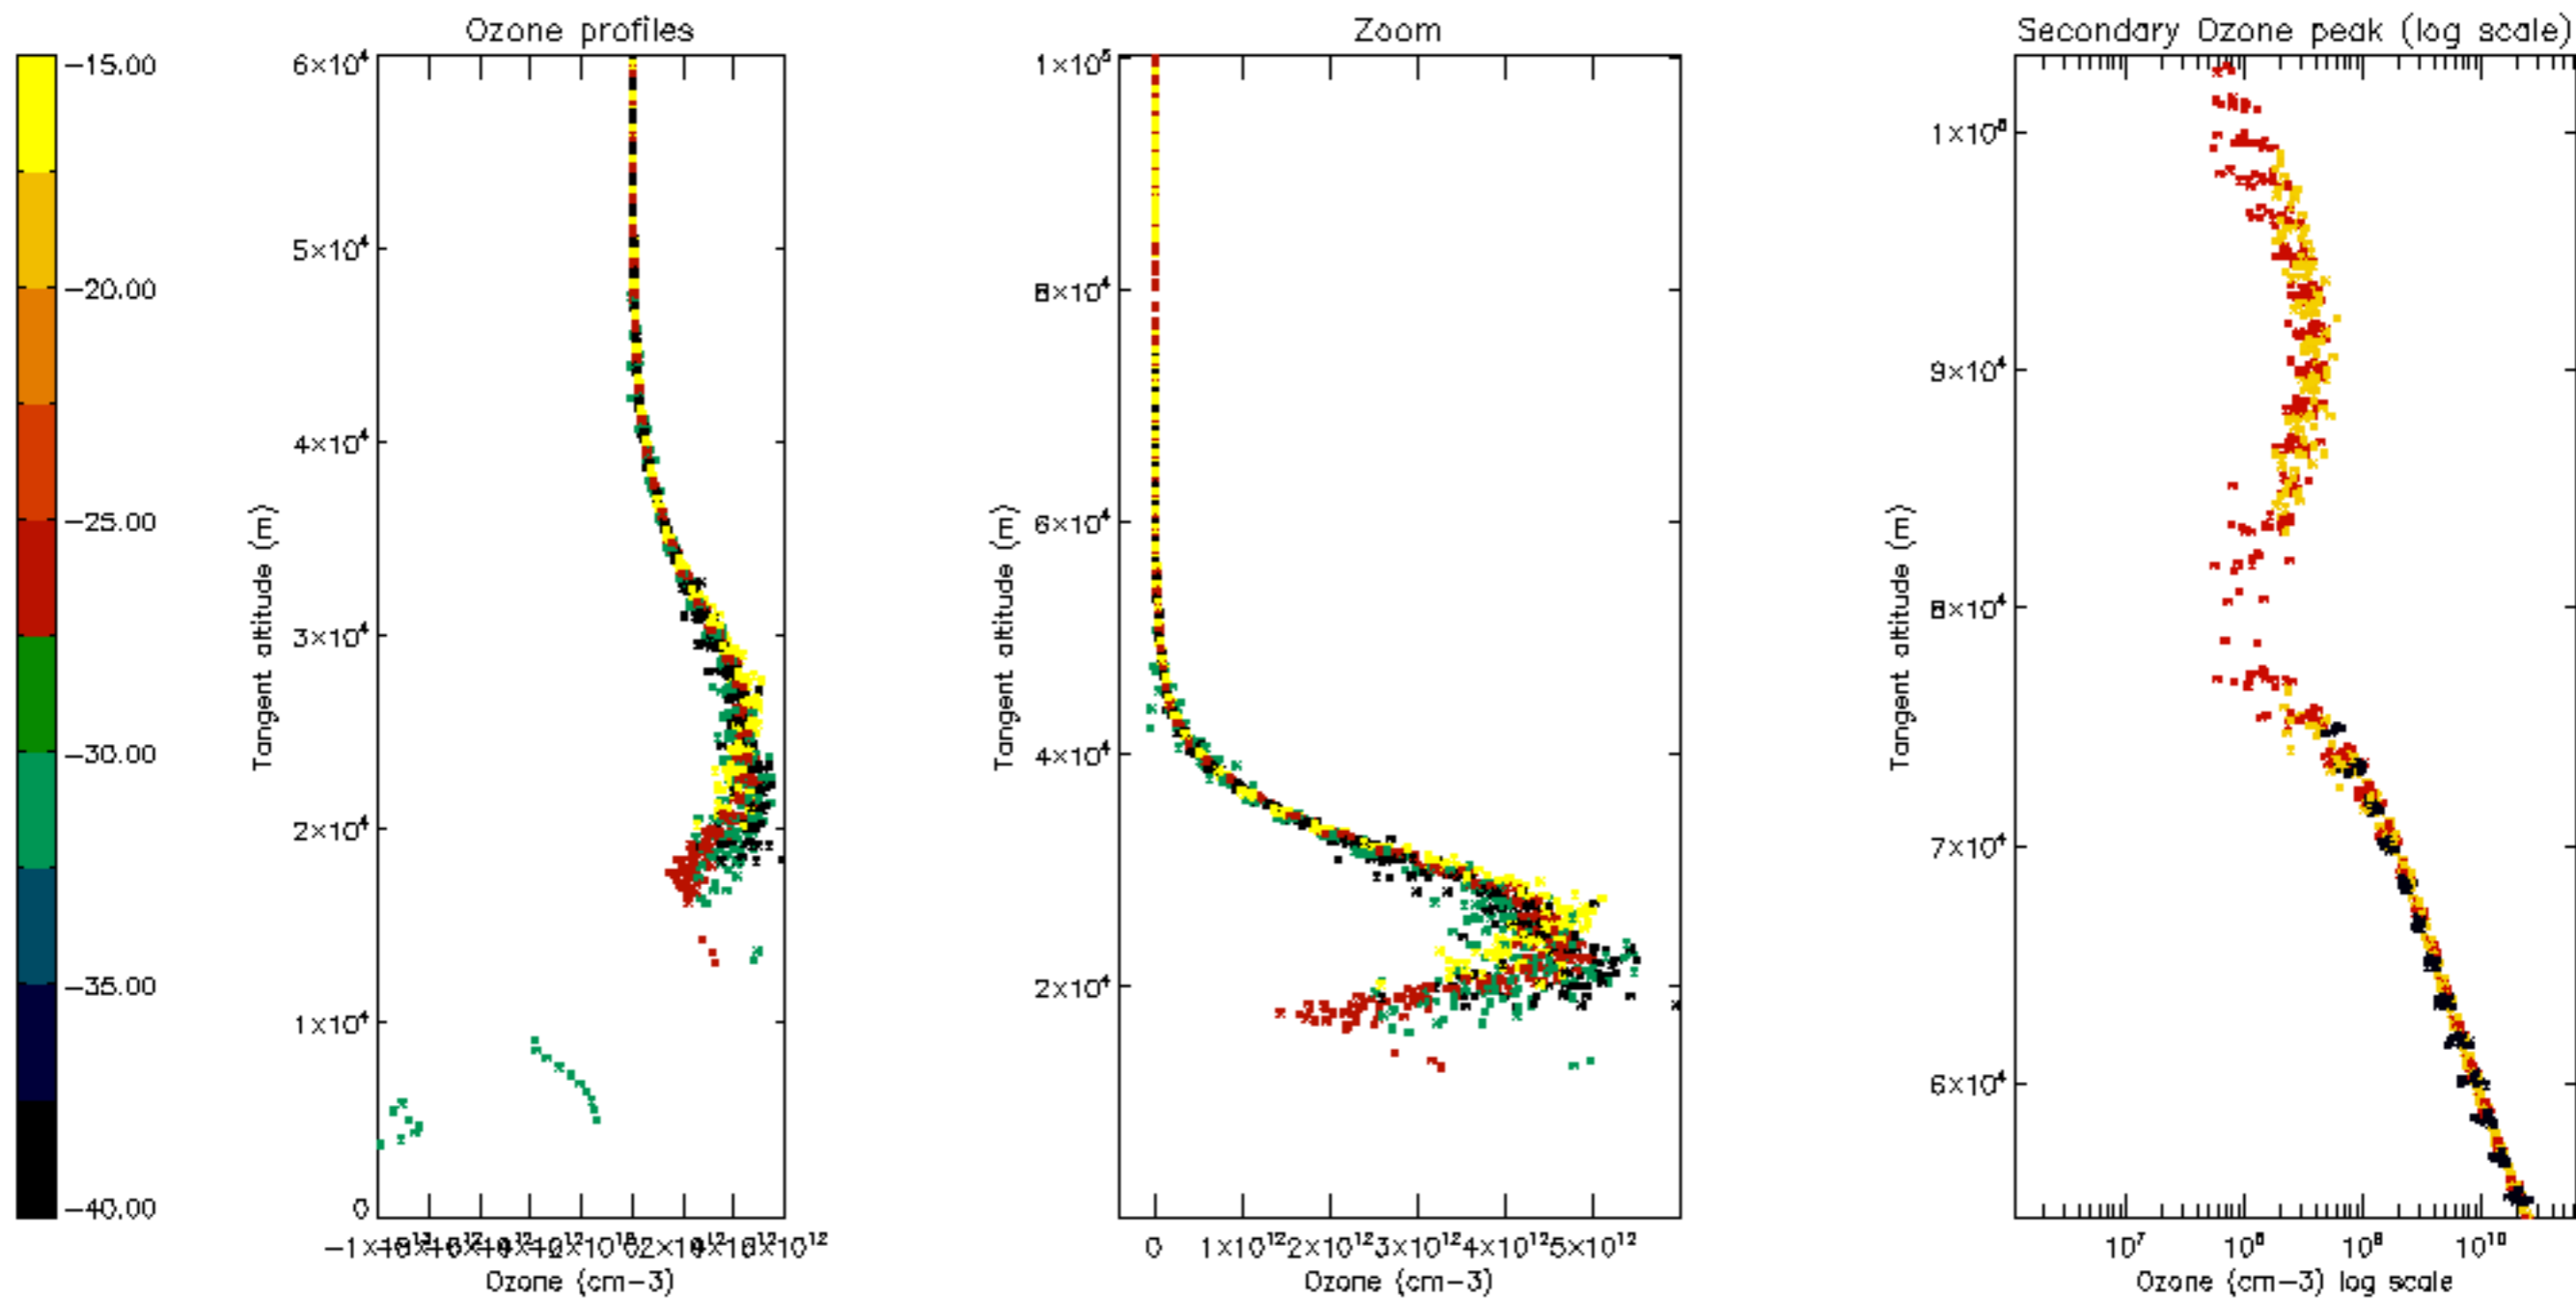 Ozone profiles
Zoom
Secondary Ozone peak (log scale)
-15.00
-20.00
-25.00
-30.00
-35.00
-40.00
6×10⁴
5×10⁴
4×10⁴
3×10⁴
2×10⁴
1×10⁴
0
Tangent altitude (m)
Ozone (cm-3)
1×10⁵
8×10⁴
6×10⁴
4×10⁴
2×10⁴
Tangent altitude (m)
0 1×10¹² 2×10¹² 3×10¹² 4×10¹² 5×10¹²
Ozone (cm-3)
9×10⁴
8×10⁴
7×10⁴
6×10⁴
Tangent altitude (m)
10⁷ 10⁸ 10⁹ 10¹⁰
Ozone (cm-3) log scale